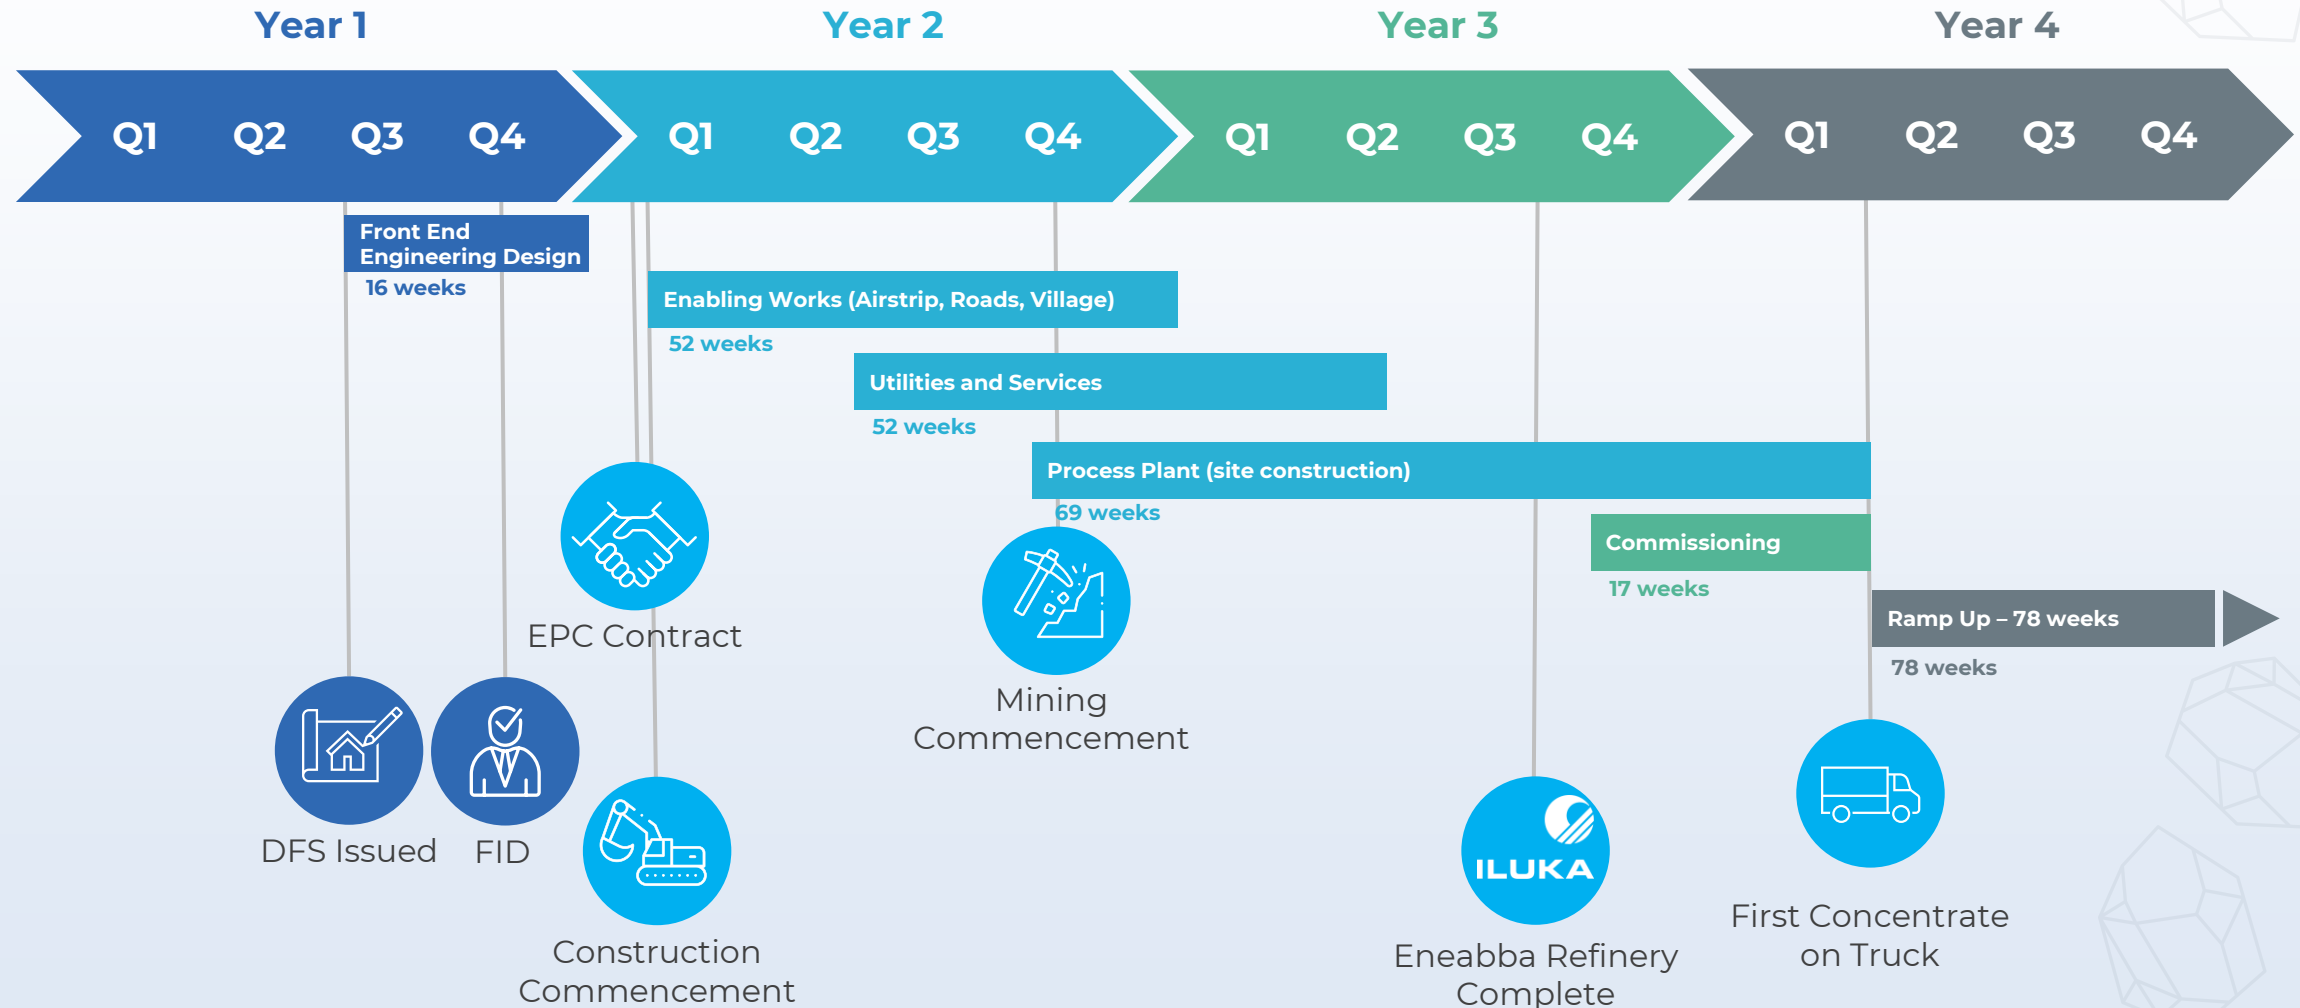 Year 1
Year 2
Year 3
Year 4
Q1 Q2 Q3 Q4
Q1 Q2 Q3 Q4
Q1 Q2 Q3 Q4
Q1 Q2 Q3 Q4
Front End
Engineering Design
16 weeks
Enabling Works (Airstrip, Roads, Village)
52 weeks
Utilities and Services
52 weeks
Process Plant (site construction)
69 weeks
Commissioning
17 weeks
Ramp Up – 78 weeks
78 weeks
EPC Contract
Mining
Commencement
DFS Issued
FID
Construction
Commencement
ILUKA
Eneabba Refinery
Complete
First Concentrate
on Truck